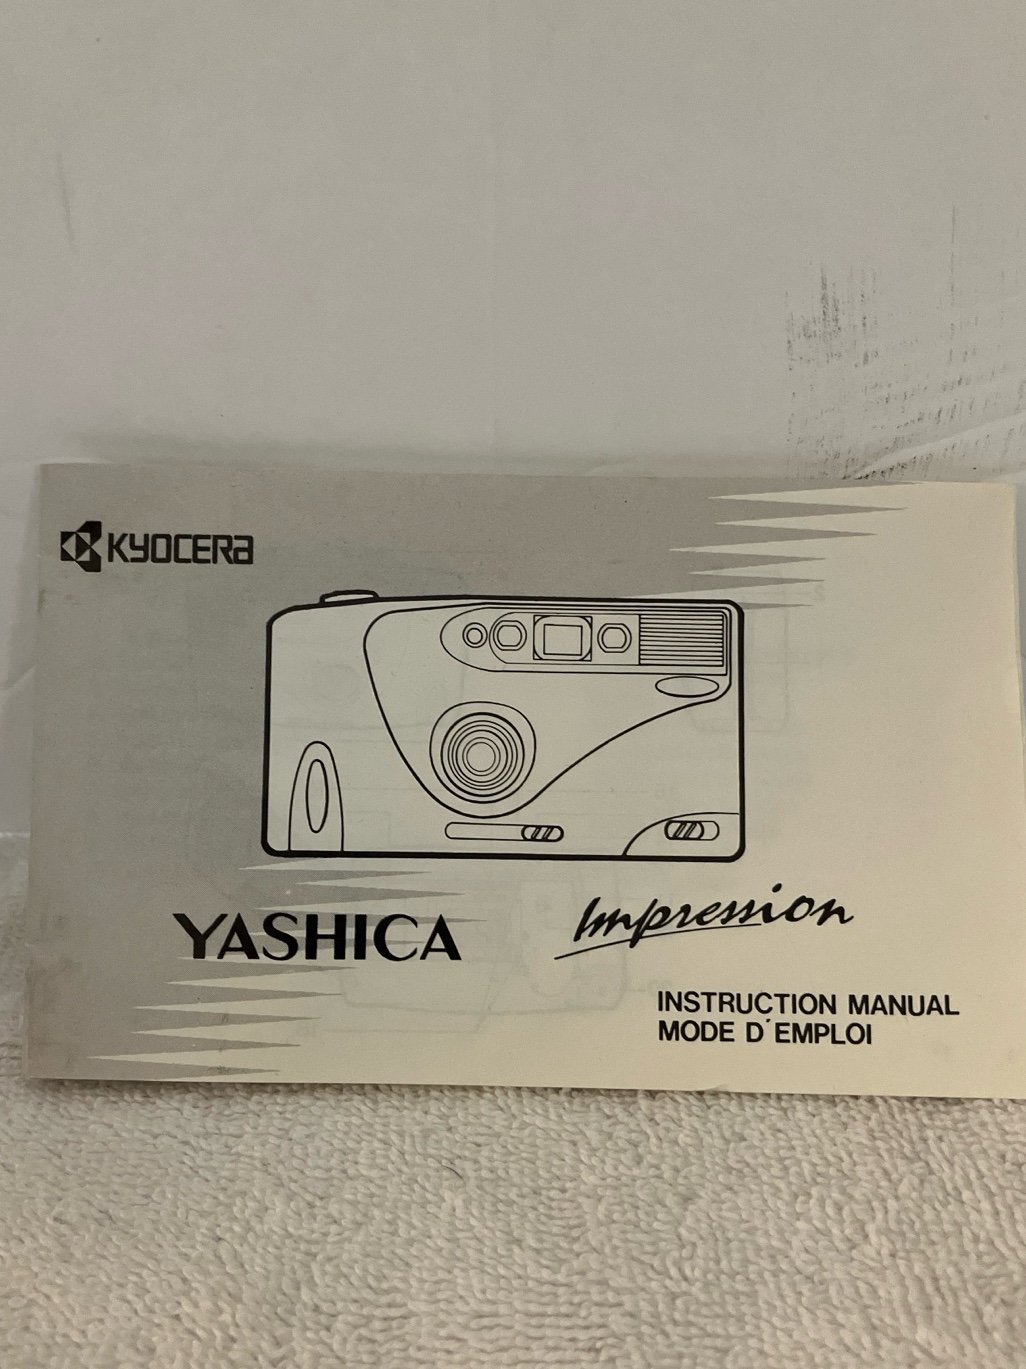 KYOCERA
YASHICA
Impression
INSTRUCTION MANUAL
MODE D'EMPLOI